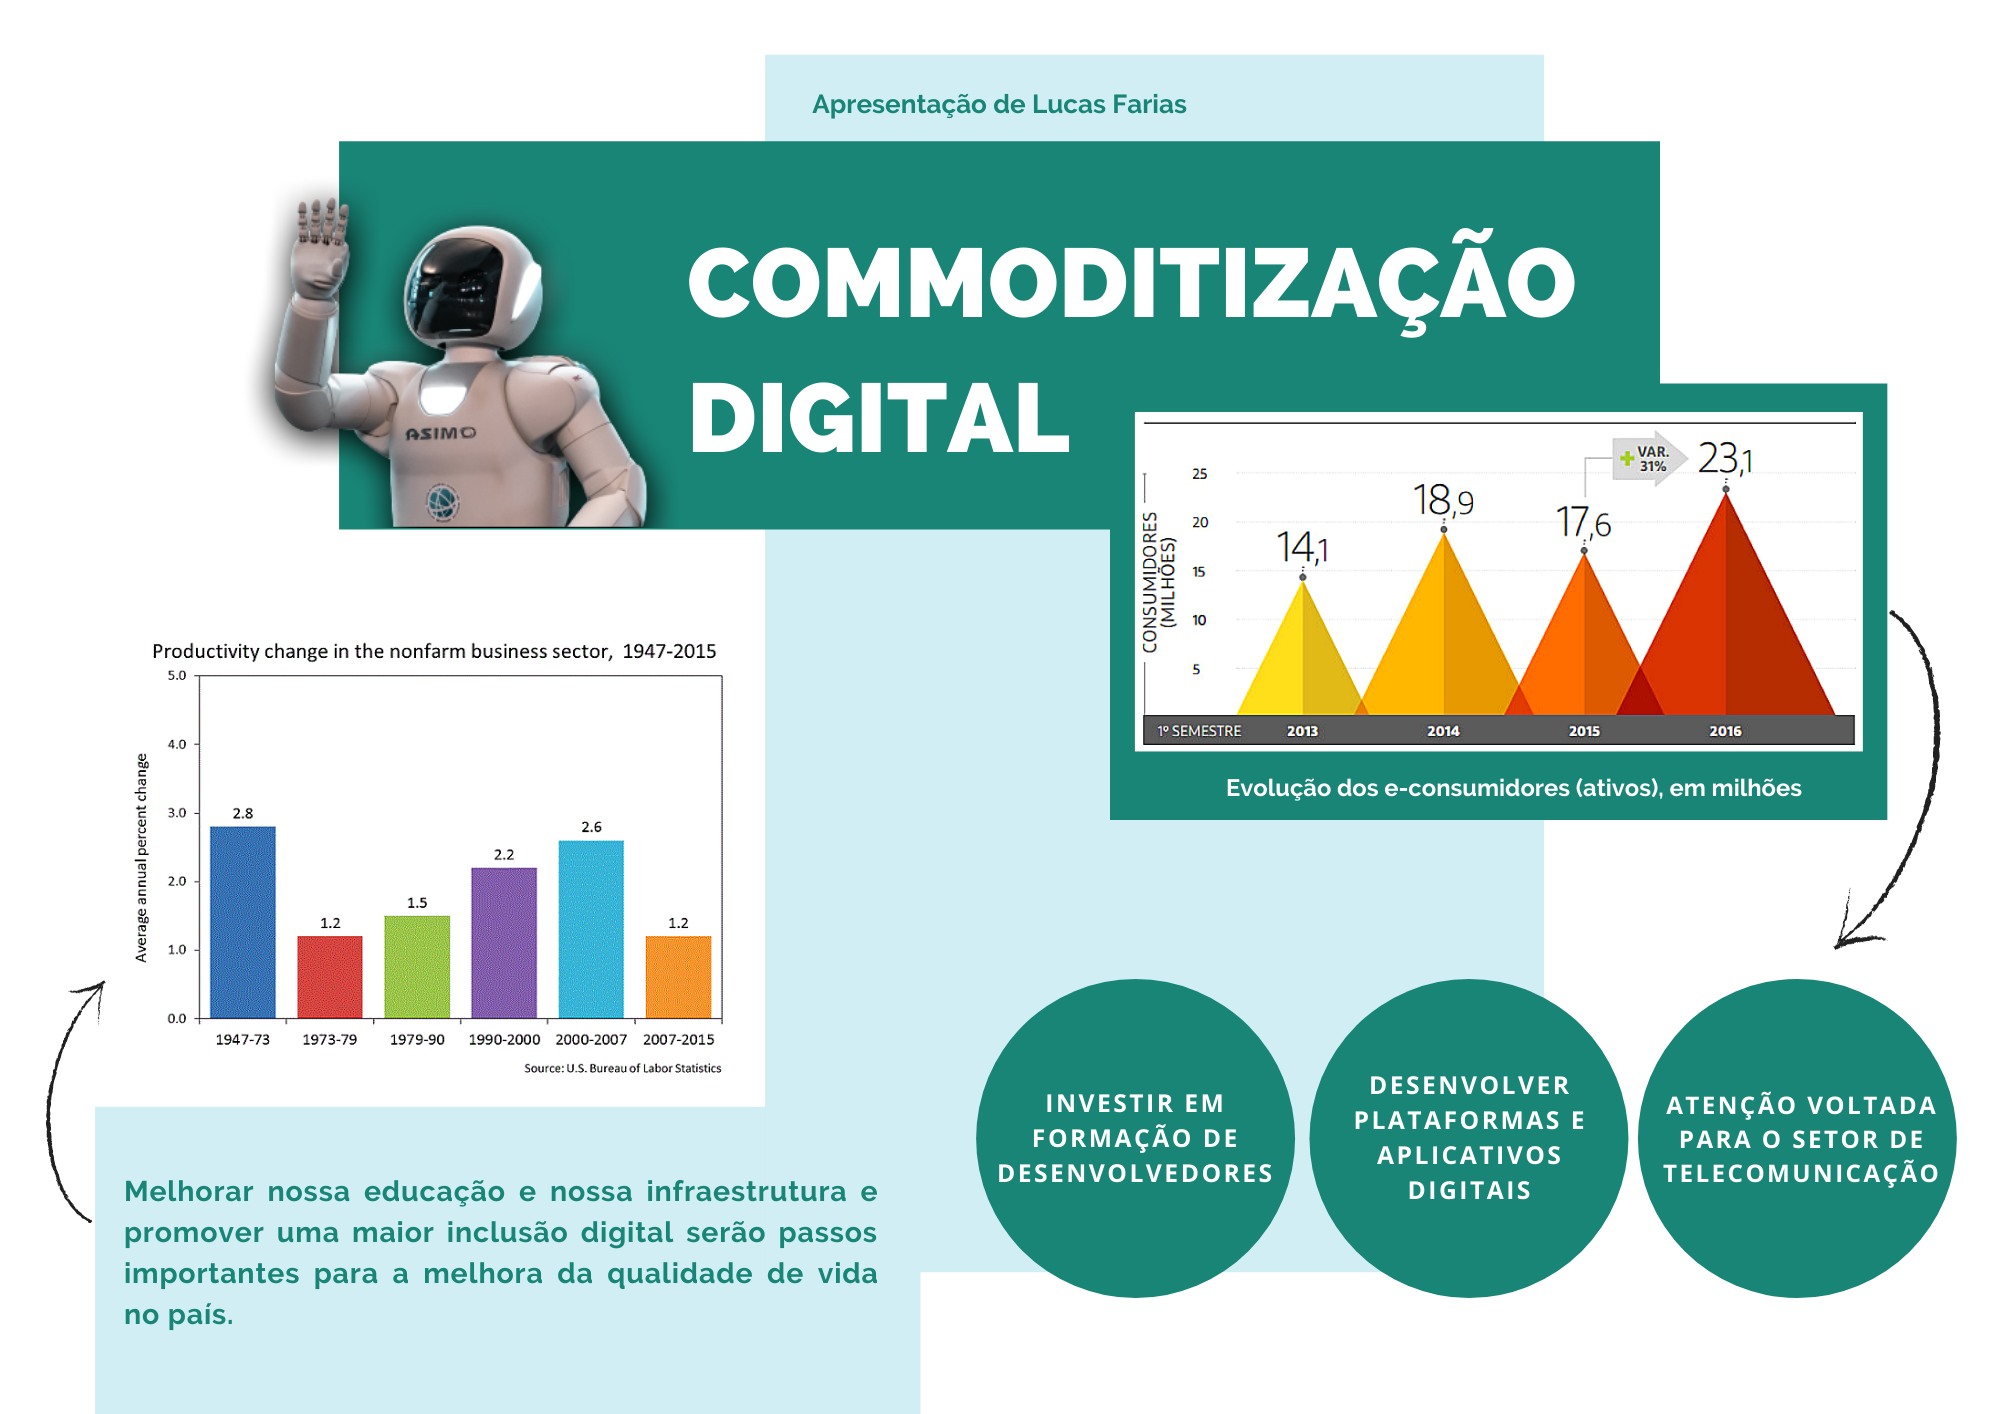 Apresentação de Lucas Farias
COMMODITIZAÇÃO
DIGITAL
ASIMO
CONSUMIDORES
(MILHÕES)
25
20
15
10
5
14,1
18,9
17,6
23,1
VAR.
31%
1º SEMESTRE 2013 2014 2015 2016
Evolução dos e-consumidores (ativos), em milhões
Productivity change in the nonfarm business sector, 1947-2015
Average annual percent change
5.0
4.0
3.0
2.0
1.0
0.0
2.8
1.2
1.5
2.2
2.6
1.2
1947-73 1973-79 1979-90 1990-2000 2000-2007 2007-2015
Source: U.S. Bureau of Labor Statistics
Melhorar nossa educação e nossa infraestrutura e
promover uma maior inclusão digital serão passos
importantes para a melhora da qualidade de vida
no país.
INVESTIR EM
FORMAÇÃO DE
DESENVOLVEDORES
DESENVOLVER
PLATAFORMAS E
APLICATIVOS
DIGITAIS
ATENÇÃO VOLTADA
PARA O SETOR DE
TELECOMUNICAÇÃO